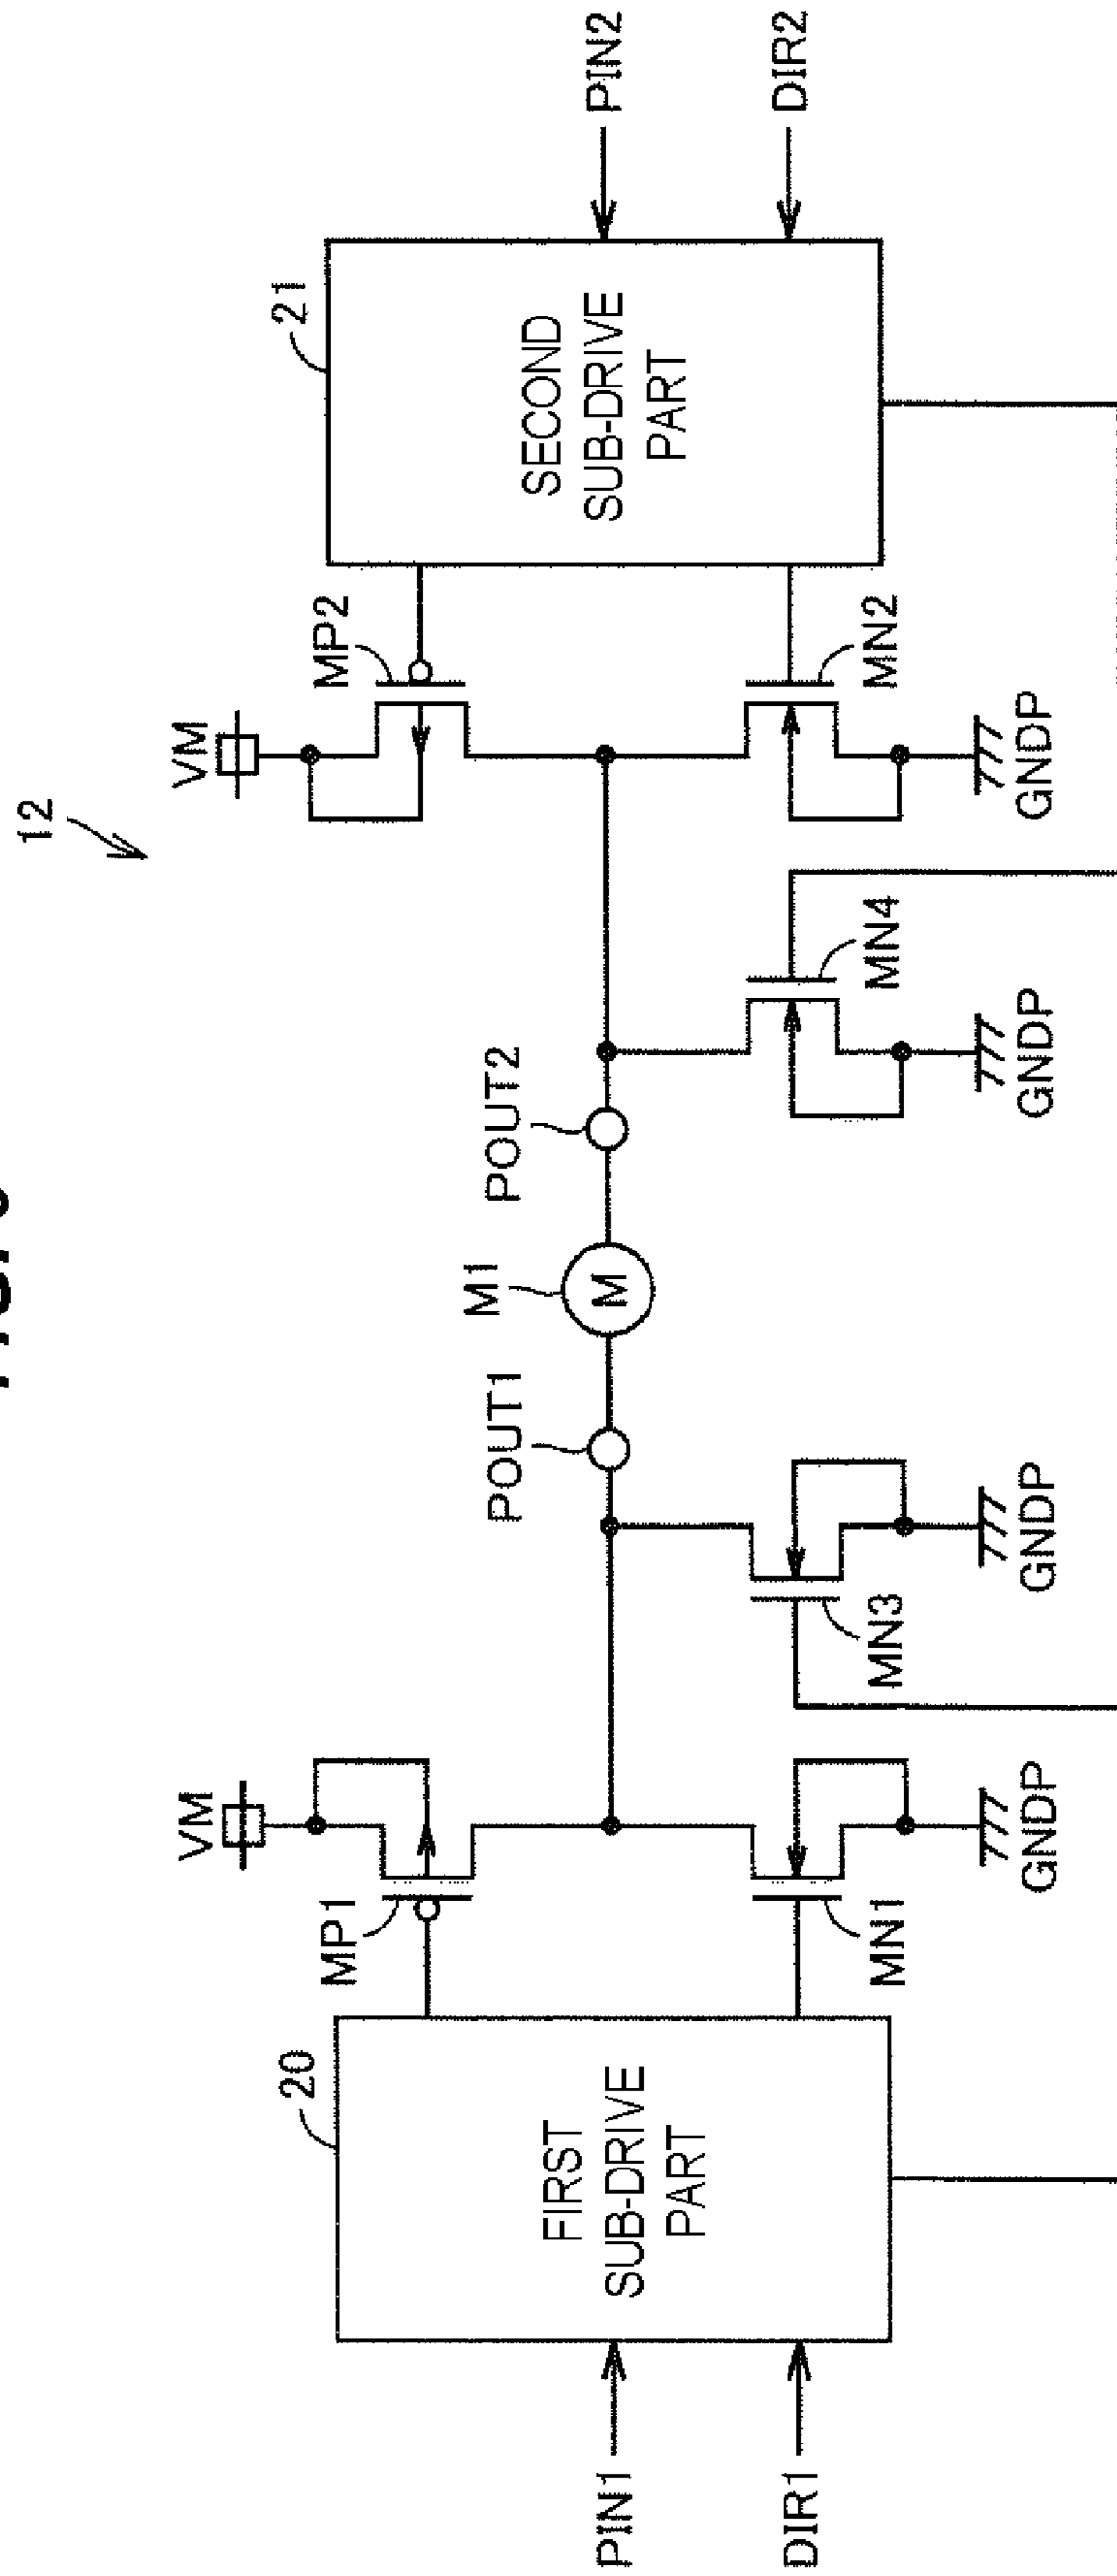 12
VM
VM
MP1
MP2
20
21
FIRST
SUB-DRIVE
PART
SECOND
SUB-DRIVE
PART
POUT1
M1
POUT2
M
PIN1
PIN2
DIR1
DIR2
MN1
MN3
MN4
MN2
GNDP
GNDP
GNDP
GNDP